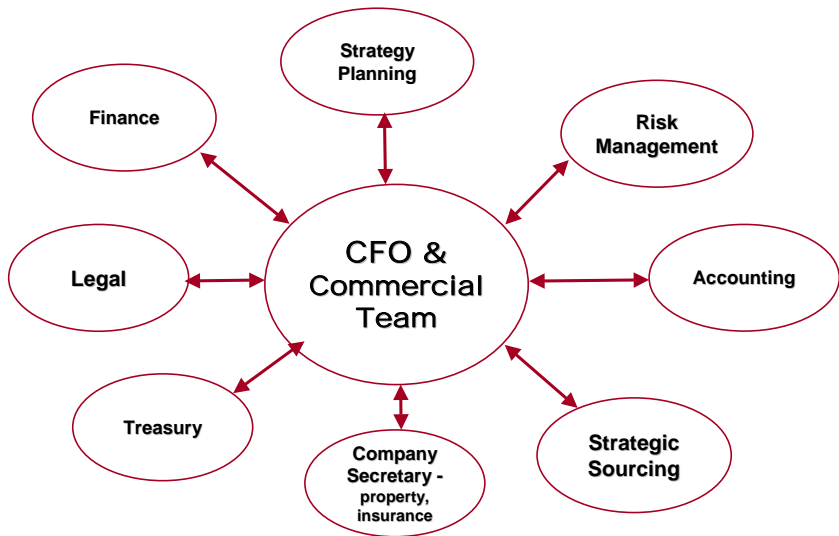 Strategy
Planning
Finance
Risk
Management
CFO &
Commercial
Team
Legal
Accounting
Treasury
Company
Secretary -
property,
insurance
Strategic
Sourcing